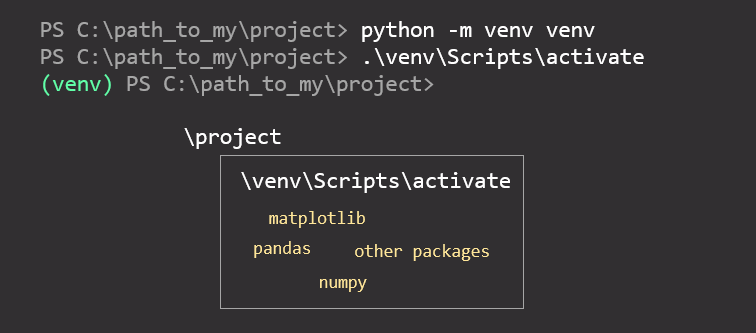 PS C:\path_to_my\project> python -m venv venv
PS C:\path_to_my\project> .\venv\Scripts\activate
(venv) PS C:\path_to_my\project>
\project
\venv\Scripts\activate
matplotlib
pandas
other packages
numpy